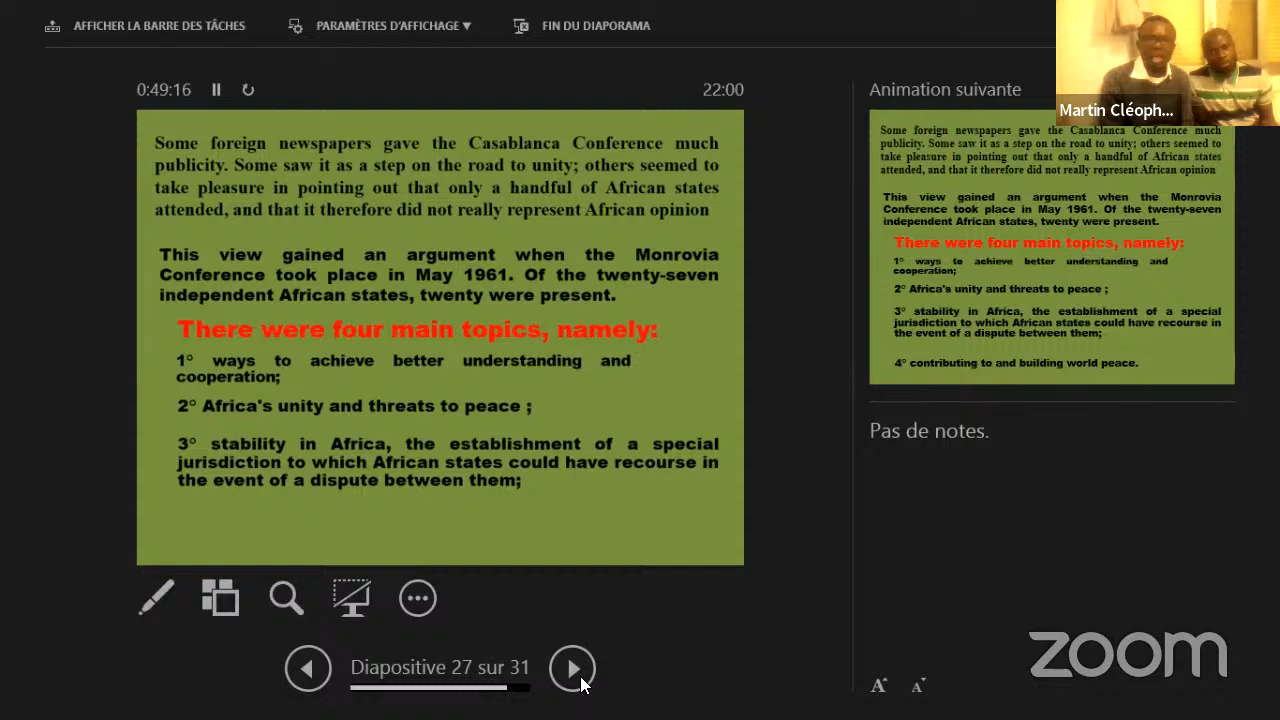 AFFICHER LA BARRE DES TÂCHES PARAMÈTRES D'AFFICHAGE ▼ FIN DU DIAPORAMA
0:49:16 22:00
Some foreign newspapers gave the Casablanca Conference much
publicity. Some saw it as a step on the road to unity; others seemed to
take pleasure in pointing out that only a handful of African states
attended, and that it therefore did not really represent African opinion
This view gained an argument when the Monrovia
Conference took place in May 1961. Of the twenty-seven
independent African states, twenty were present.
There were four main topics, namely:
1° ways to achieve better understanding and
cooperation;
2° Africa's unity and threats to peace ;
3° stability in Africa, the establishment of a special
jurisdiction to which African states could have recourse in
the event of a dispute between them;
Diapositive 27 sur 31
Martin Cléoph...
Animation suivante
Some foreign newspapers gave the Casablanca Conference much
publicity. Some saw it as a step on the road to unity; others seemed to
take pleasure in pointing out that only a handful of African states
attended, and that it therefore did not really represent African opinion
This view gained an argument when the Monrovia
Conference took place in May 1961. Of the twenty-seven
independent African states, twenty were present.
There were four main topics, namely:
1° ways to achieve better understanding and
cooperation;
2° Africa's unity and threats to peace ;
3° stability in Africa, the establishment of a special
jurisdiction to which African states could have recourse in
the event of a dispute between them;
4° contributing to and building world peace.
Pas de notes.
A A
zoom